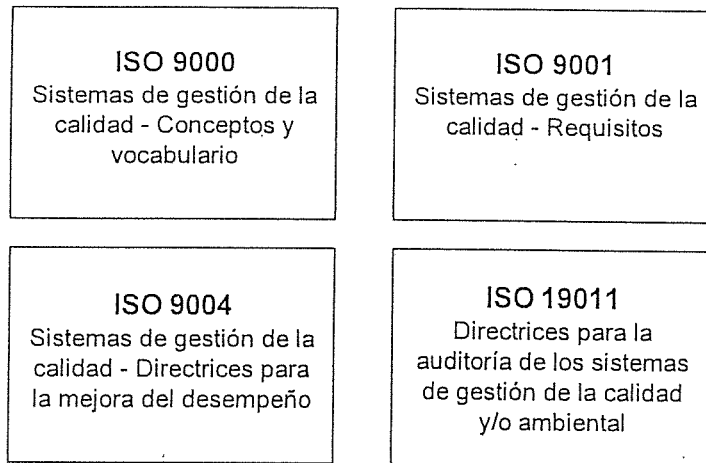 ISO 9000
Sistemas de gestión de la
calidad - Conceptos y
vocabulario
ISO 9001
Sistemas de gestión de la
calidad - Requisitos
ISO 9004
Sistemas de gestión de la
calidad - Directrices para
la mejora del desempeño
ISO 19011
Directrices para la
auditoría de los sistemas
de gestión de la calidad
y/o ambiental